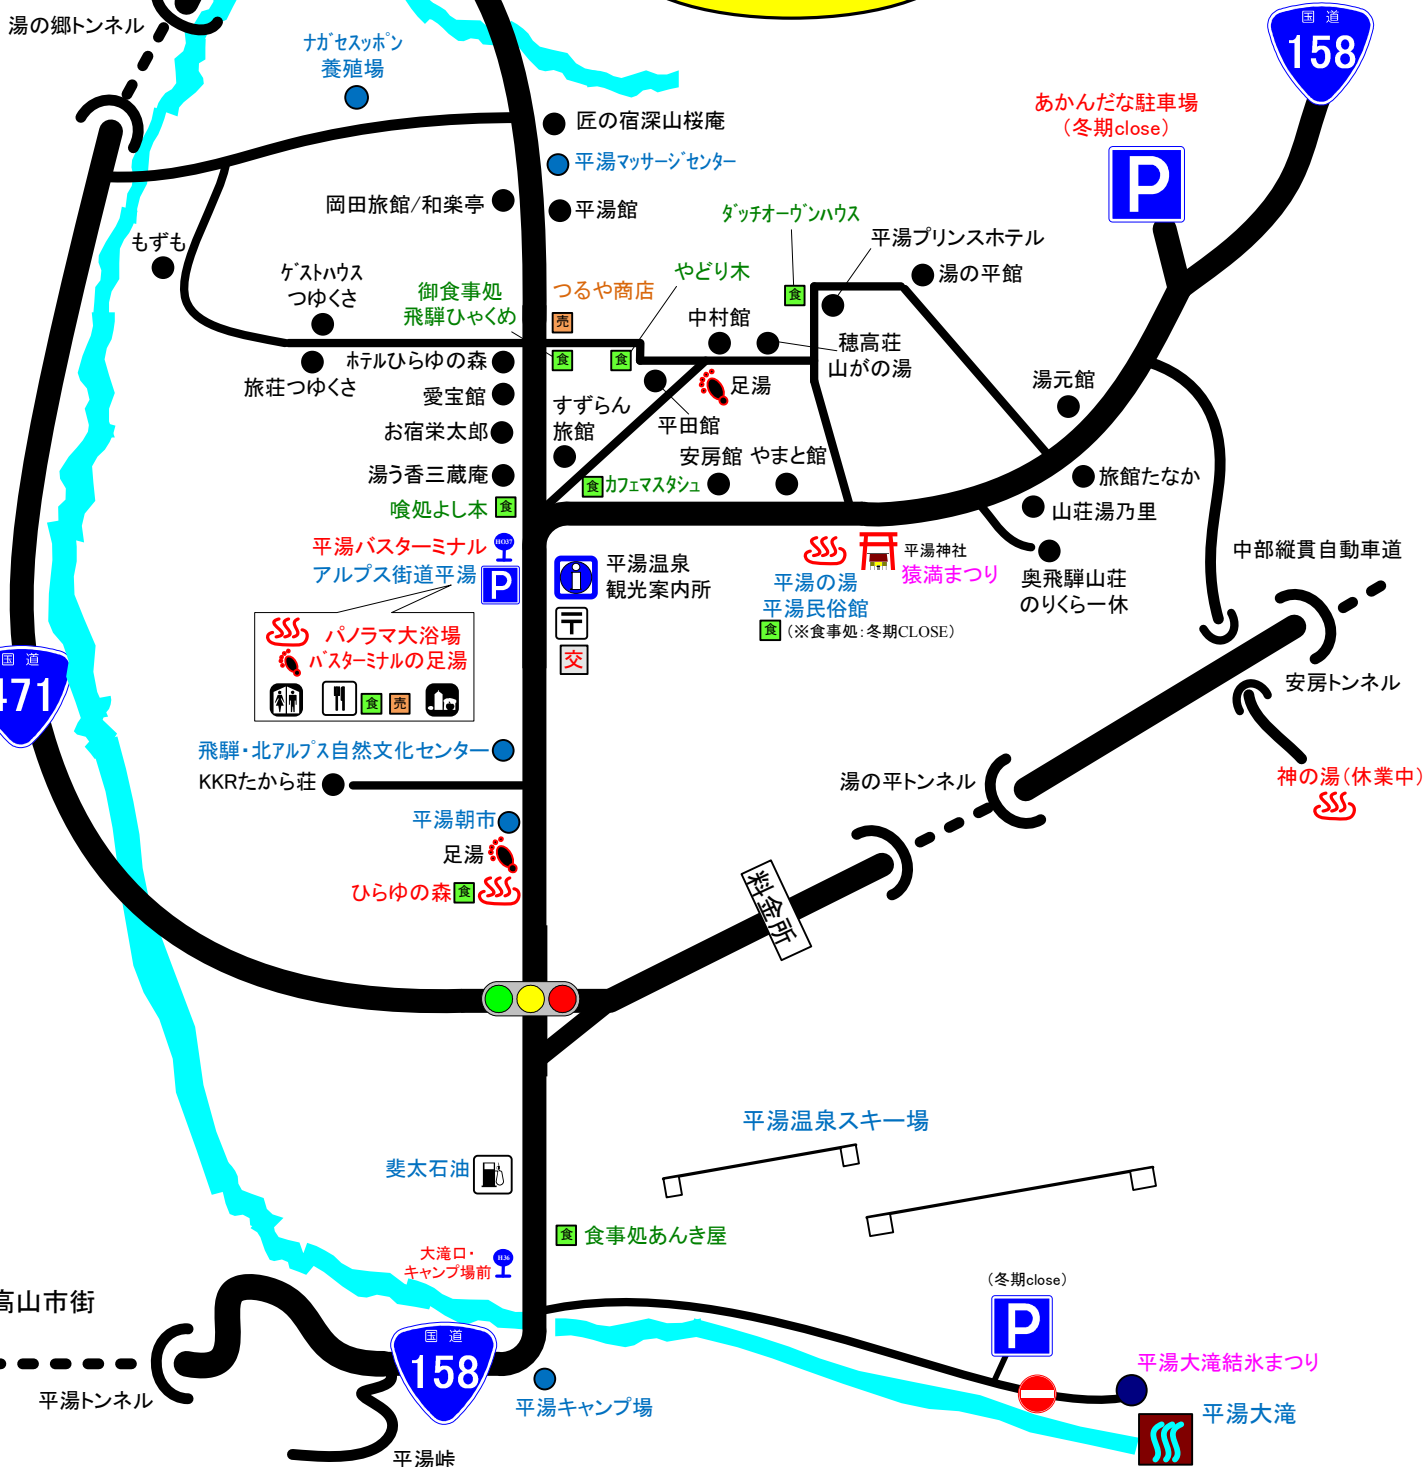 湯の郷トンネル
国道
158
ナガセスッポン
養殖場
あかんだな駐車場
(冬期close)
P
匠の宿深山桜庵
平湯マッサージセンター
岡田旅館/和楽亭
平湯館
ダッチオーヴンハウス
平湯プリンスホテル
もずも
湯の平館
ゲストハウス
つゆくさ
御食事処
飛騨ひゃくめ
つるや商店
売
やどり木
食
食
食
中村館
穂高荘
山がの湯
ホテルひらゆの森
旅荘つゆくさ
愛宝館
足湯
湯元館
お宿栄太郎
すずらん
旅館
平田館
安房館
やまと館
湯う香三蔵庵
食
カフェマスタシュ
旅館たなか
喰処よし本
食
山荘湯乃里
平湯バスターミナル
HO37
アルプス街道平湯
P
平湯温泉
観光案内所
平湯神社
猿満まつり
平湯の湯
平湯民俗館
食
(※食事処:冬期CLOSE)
奥飛騨山荘
のりくら一休
中部縦貫自動車道
〒
交
パノラマ大浴場
バスターミナルの足湯
食
売
国道
471
安房トンネル
飛騨・北アルプス自然文化センター
KKRたから荘
湯の平トンネル
神の湯(休業中)
平湯朝市
足湯
ひらゆの森
食
料金所
平湯温泉スキー場
斐太石油
食
食事処あんき屋
大滝口・
キャンプ場前
H36
高山市街
(冬期close)
P
国道
158
平湯トンネル
平湯峠
平湯キャンプ場
平湯大滝結氷まつり
平湯大滝